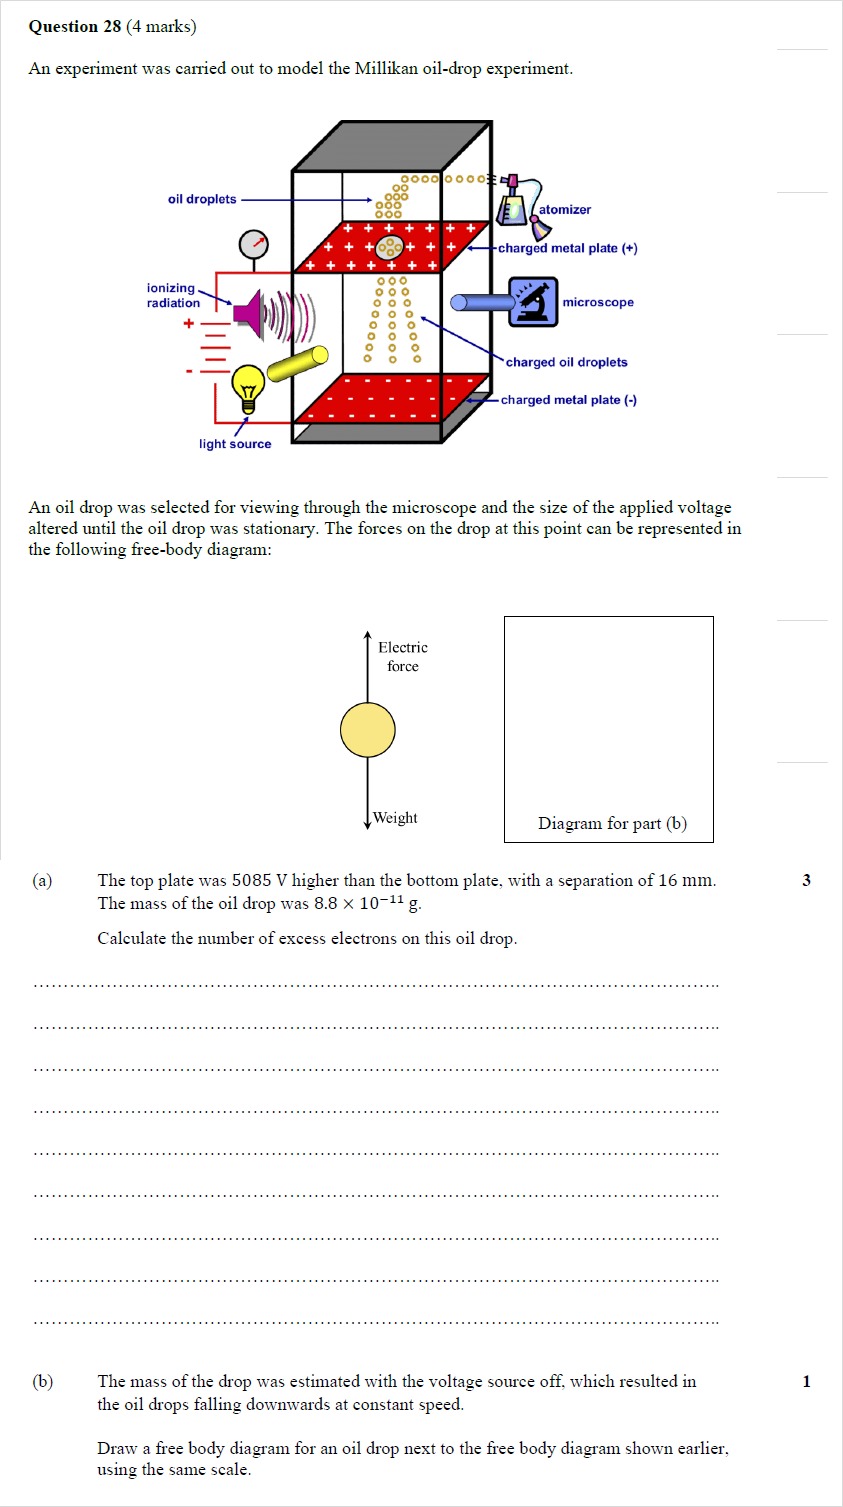 Question 28 (4 marks)
An experiment was carried out to model the Millikan oil-drop experiment.
oil droplets
atomizer
charged metal plate (+)
ionizing
radiation
microscope
+
-
charged oil droplets
charged metal plate (-)
light source
An oil drop was selected for viewing through the microscope and the size of the applied voltage
altered until the oil drop was stationary. The forces on the drop at this point can be represented in
the following free-body diagram:
Electric
force
Weight
Diagram for part (b)
(a) The top plate was 5085 V higher than the bottom plate, with a separation of 16 mm. 3
The mass of the oil drop was 8.8 × 10⁻¹¹ g.
Calculate the number of excess electrons on this oil drop.
(b) The mass of the drop was estimated with the voltage source off, which resulted in 1
the oil drops falling downwards at constant speed.
Draw a free body diagram for an oil drop next to the free body diagram shown earlier,
using the same scale.